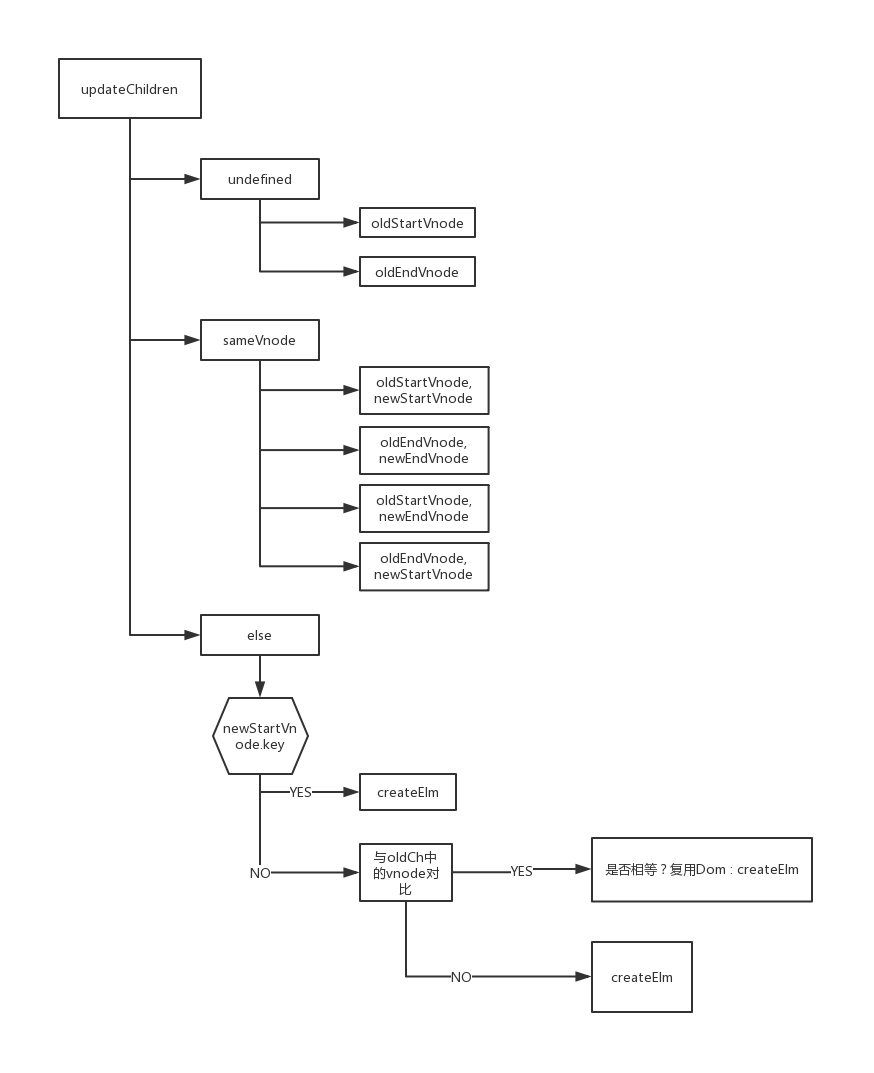 updateChildren
undefined
oldStartVnode
oldEndVnode
sameVnode
oldStartVnode,
newStartVnode
oldEndVnode,
newEndVnode
oldStartVnode,
newEndVnode
oldEndVnode,
newStartVnode
else
newStartVn
ode.key
YES
createElm
NO
与oldCh中
的vnode对
比
YES
是否相等？复用Dom : createElm
NO
createElm